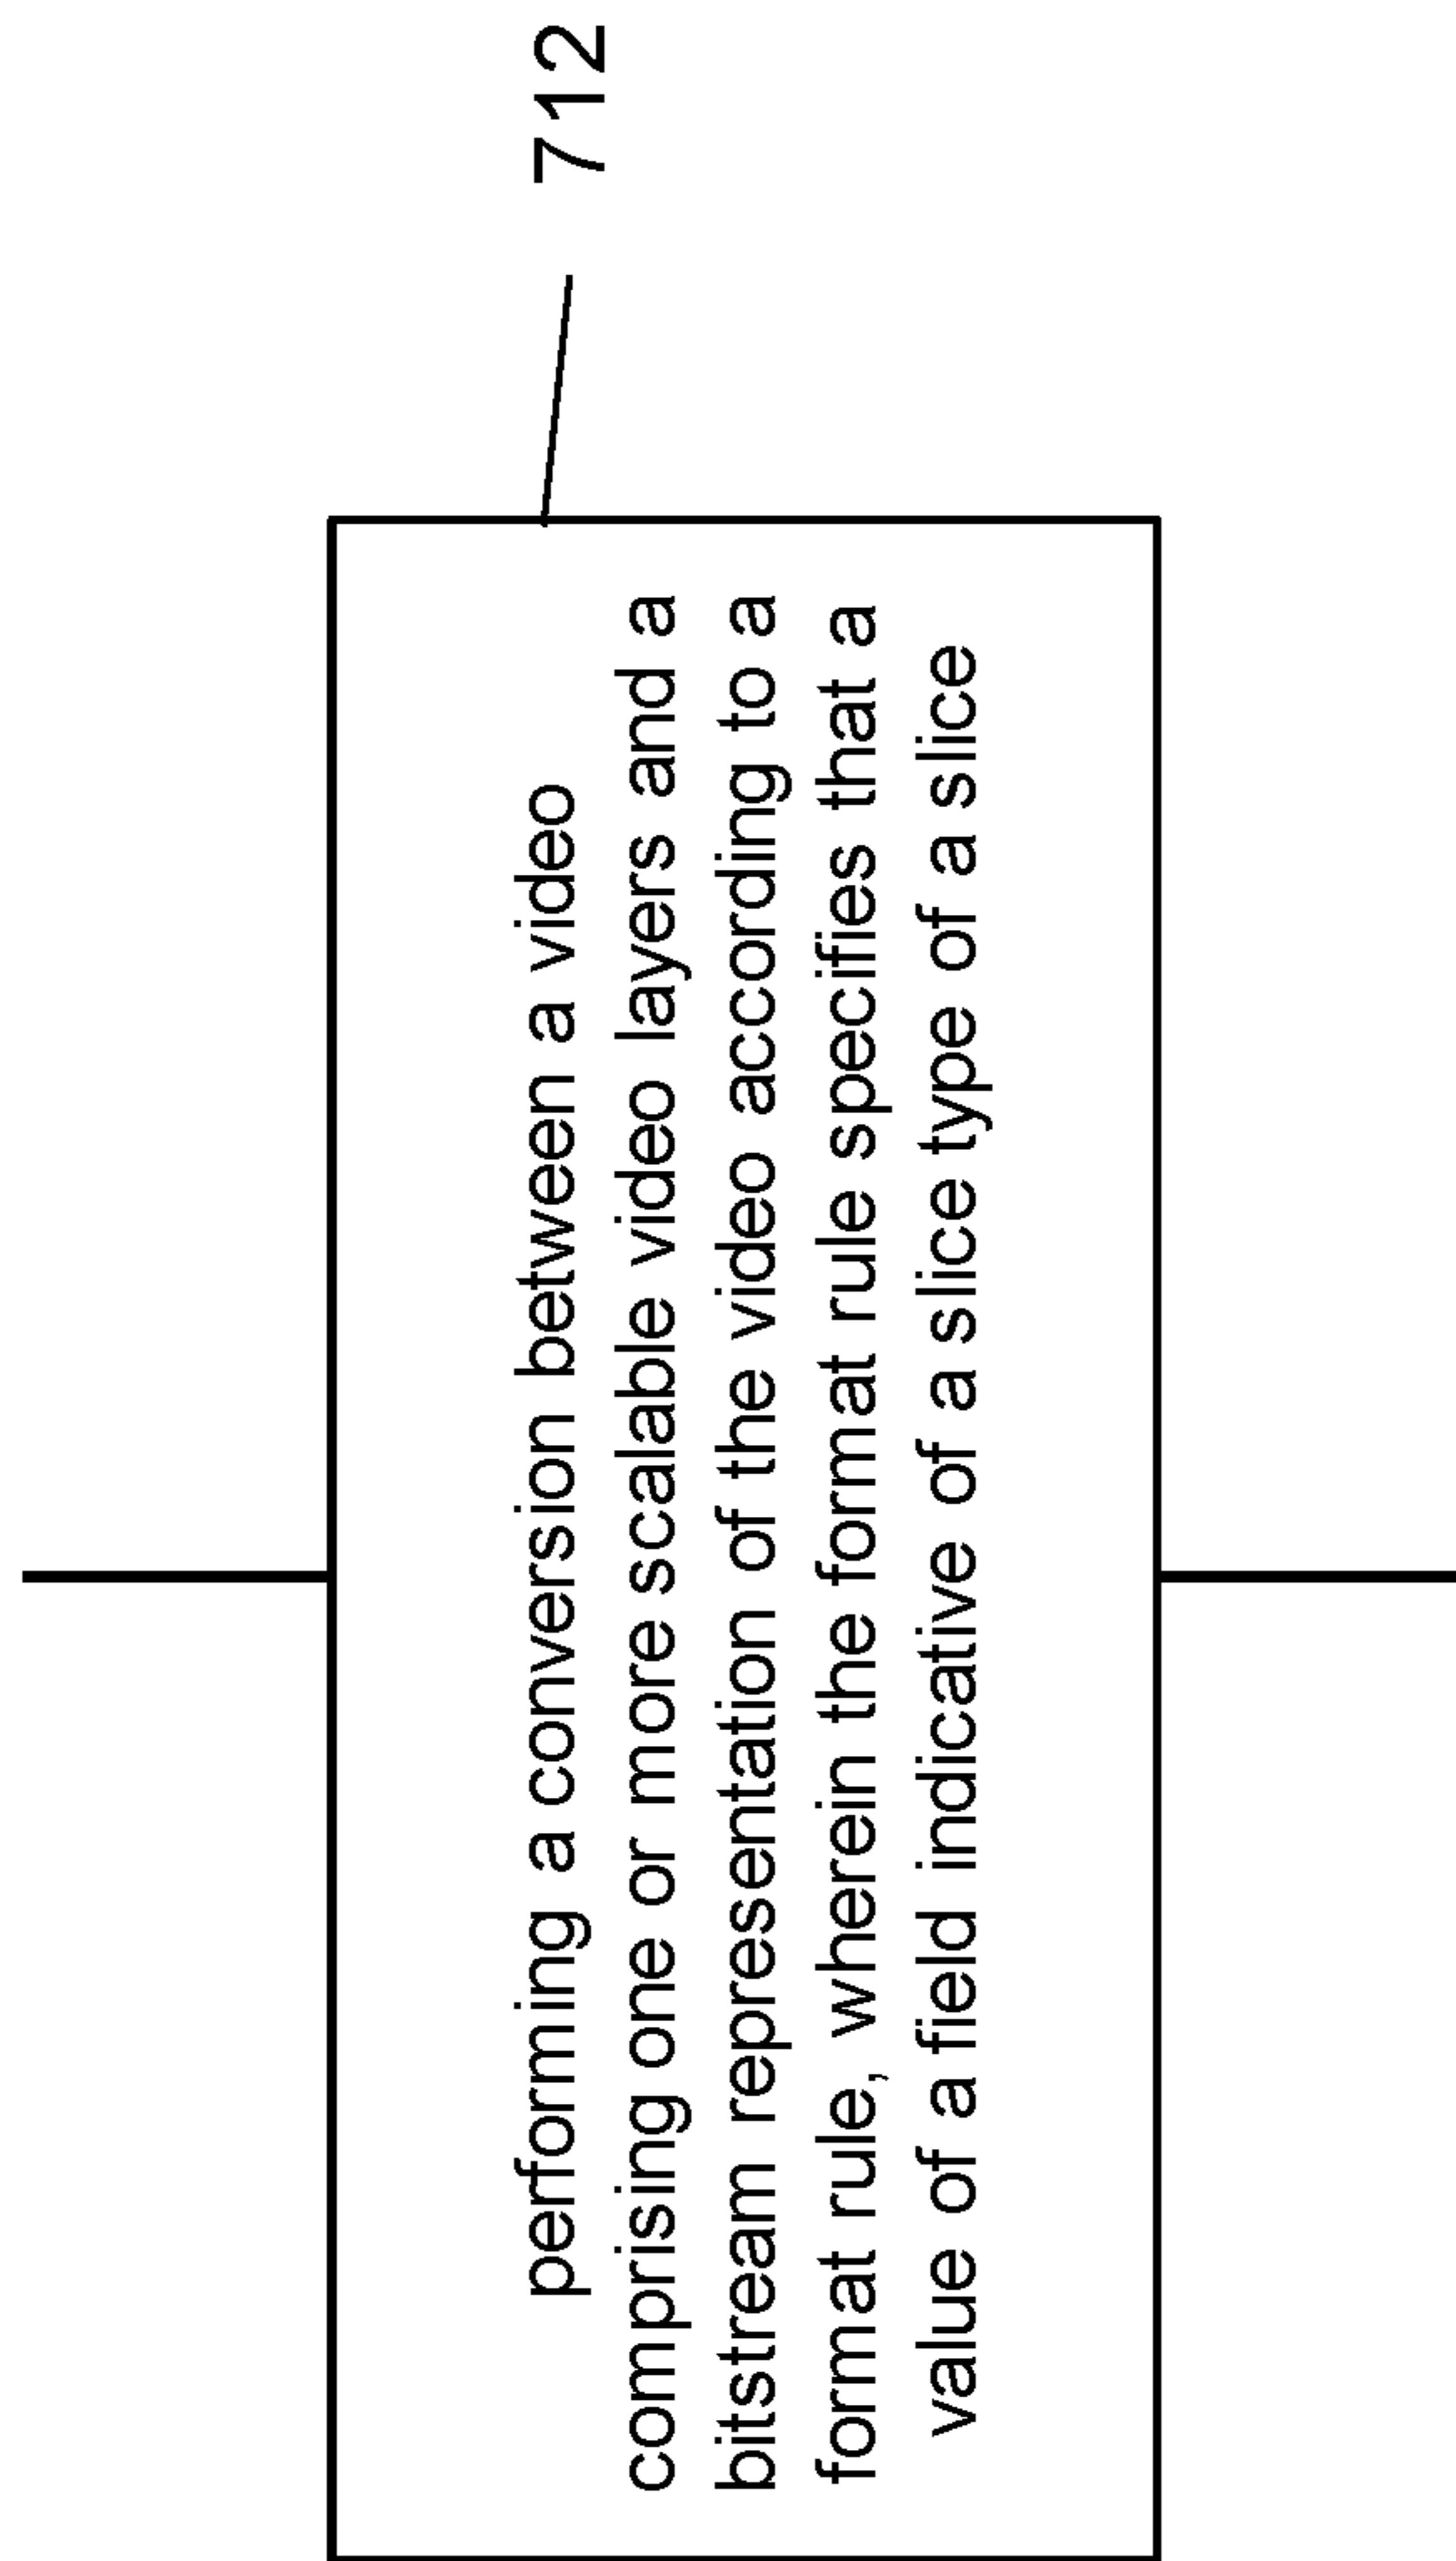 712
performing a conversion between a video
comprising one or more scalable video layers and a
bitstream representation of the video according to a
format rule, wherein the format rule specifies that a
value of a field indicative of a slice type of a slice